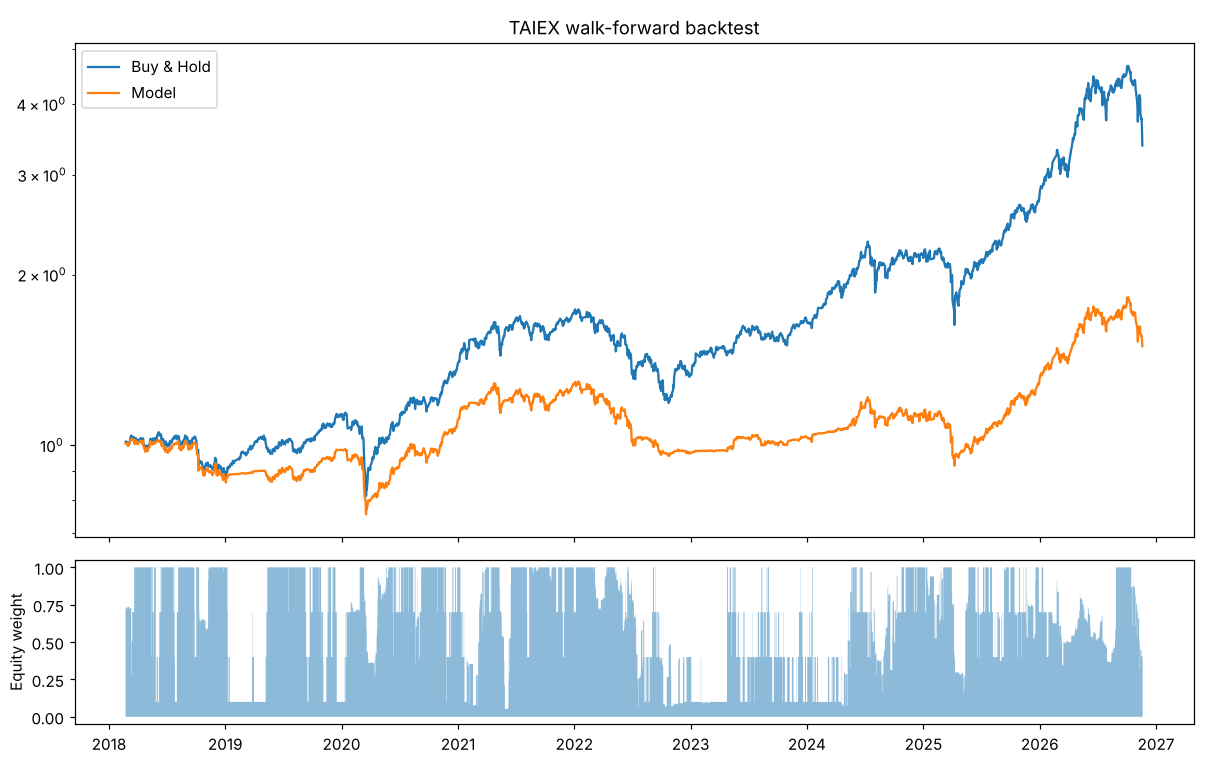 TAIEX walk-forward backtest
Buy & Hold
Model
4 × 10⁰
3 × 10⁰
2 × 10⁰
10⁰
Equity weight
1.00
0.75
0.50
0.25
0.00
2018 2019 2020 2021 2022 2023 2024 2025 2026 2027